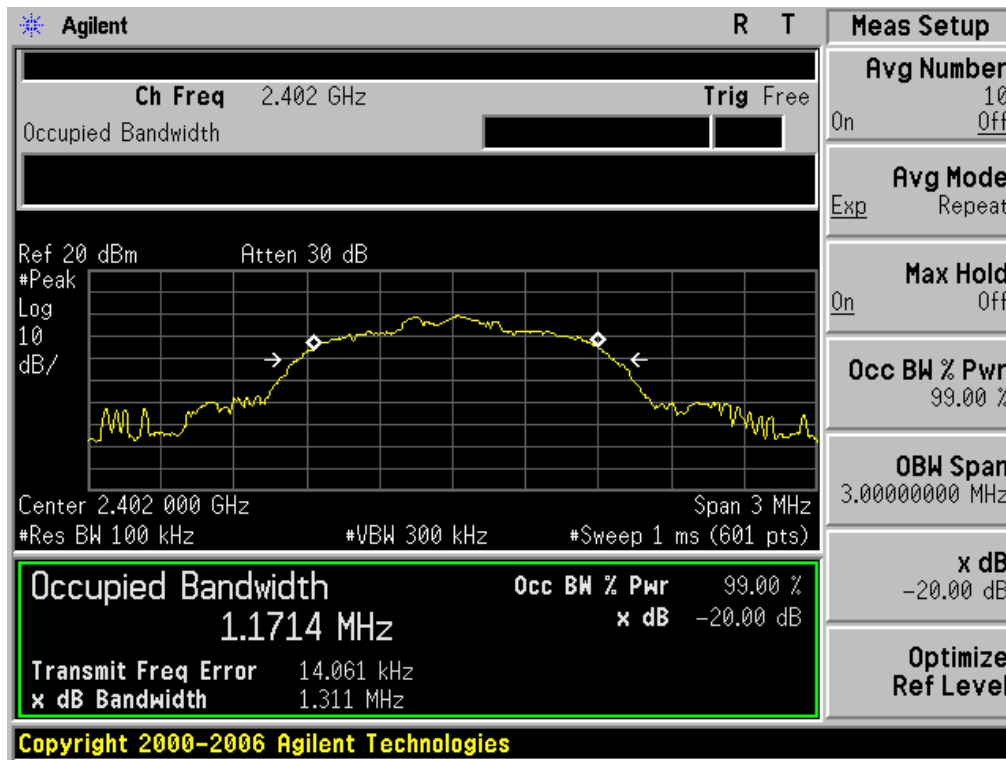 Agilent
R T
Ch Freq 2.402 GHz
Trig Free
Occupied Bandwidth
Ref 20 dBm
Atten 30 dB
#Peak
Log
10
dB/
Center 2.402 000 GHz
Span 3 MHz
#Res BW 100 kHz
#VBW 300 kHz
#Sweep 1 ms (601 pts)
Occupied Bandwidth
1.1714 MHz
Occ BW % Pwr 99.00 %
x dB -20.00 dB
Transmit Freq Error 14.061 kHz
x dB Bandwidth 1.311 MHz
Copyright 2000-2006 Agilent Technologies
Meas Setup
Avg Number
10
On Off
Avg Mode
Exp Repeat
Max Hold
On Off
Occ BW % Pwr
99.00 %
OBW Span
3.00000000 MHz
x dB
-20.00 dB
Optimize
Ref Level